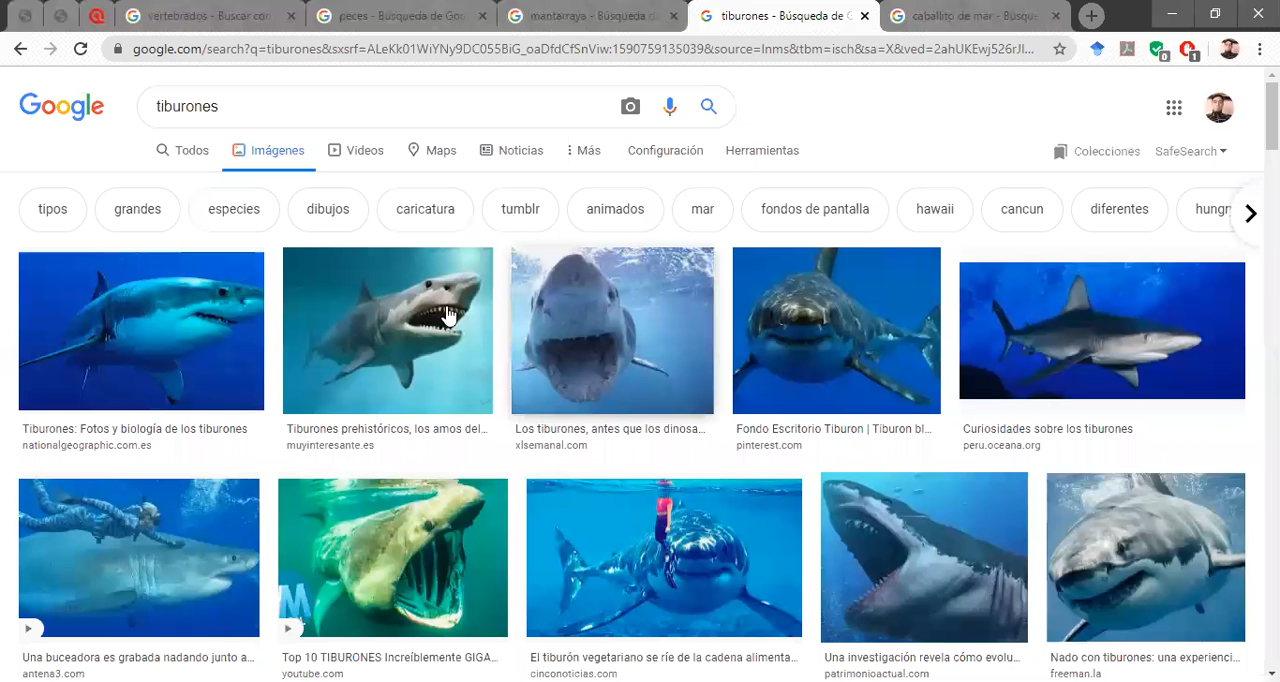 vertebrados - Buscar con
peces - Búsqueda de Goo
mantarraya - Búsqueda d
tiburones - Búsqueda de G
caballito de mar - Búsque
google.com/search?q=tiburones&sxsrf=ALeKk01WiYNy9DC055BiG_oaDfdCfSnViw:1590759135039&source=lnms&tbm=isch&sa=X&ved=2ahUKEwj526rJI...
0
1
Google
tiburones
Todos
Imágenes
Videos
Maps
Noticias
Más
Configuración
Herramientas
Colecciones
SafeSearch
tipos
grandes
especies
dibujos
caricatura
tumblr
animados
mar
fondos de pantalla
hawaii
cancun
diferentes
hungr
Tiburones: Fotos y biología de los tiburones
nationalgeographic.com.es
Tiburones prehistóricos, los amos del...
muyinteresante.es
Los tiburones, antes que los dinosa...
xlsemanal.com
Fondo Escritorio Tiburon | Tiburon bl...
pinterest.com
Curiosidades sobre los tiburones
peru.oceana.org
M
Una buceadora es grabada nadando junto a...
antena3.com
Top 10 TIBURONES Increíblemente GIGA...
youtube.com
El tiburón vegetariano se ríe de la cadena alimenta...
cinconoticias.com
Una investigación revela cómo evolu...
patrimonioactual.com
Nado con tiburones: una experienci...
freeman.la